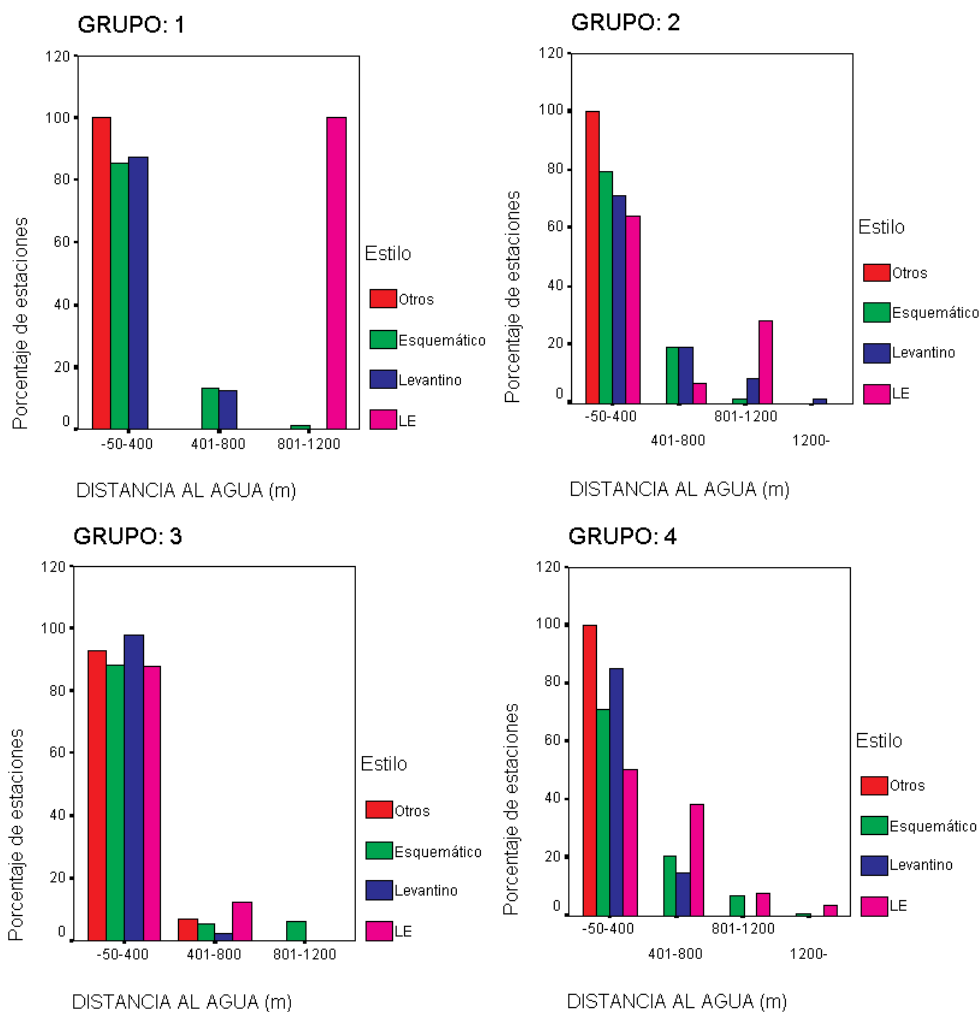 GRUPO: 1
120
100
80
60
40
20
0
Porcentaje de estaciones
-50-400
401-800
801-1200
DISTANCIA AL AGUA (m)
Estilo
Otros
Esquemático
Levantino
LE
GRUPO: 2
120
100
80
60
40
20
0
Porcentaje de estaciones
-50-400
401-800
801-1200
1200-
DISTANCIA AL AGUA (m)
Estilo
Otros
Esquemático
Levantino
LE
GRUPO: 3
120
100
80
60
40
20
0
Porcentaje de estaciones
-50-400
401-800
801-1200
DISTANCIA AL AGUA (m)
Estilo
Otros
Esquemático
Levantino
LE
GRUPO: 4
120
100
80
60
40
20
0
Porcentaje de estaciones
-50-400
401-800
801-1200
1200-
DISTANCIA AL AGUA (m)
Estilo
Otros
Esquemático
Levantino
LE